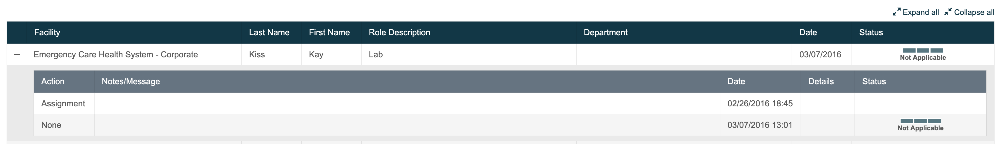 Expand all Collapse all
Facility Last Name First Name Role Description Department Date Status
Emergency Care Health System - Corporate Kiss Kay Lab 03/07/2016 Not Applicable
Action Notes/Message Date Details Status
Assignment 02/26/2016 18:45
None 03/07/2016 13:01 Not Applicable